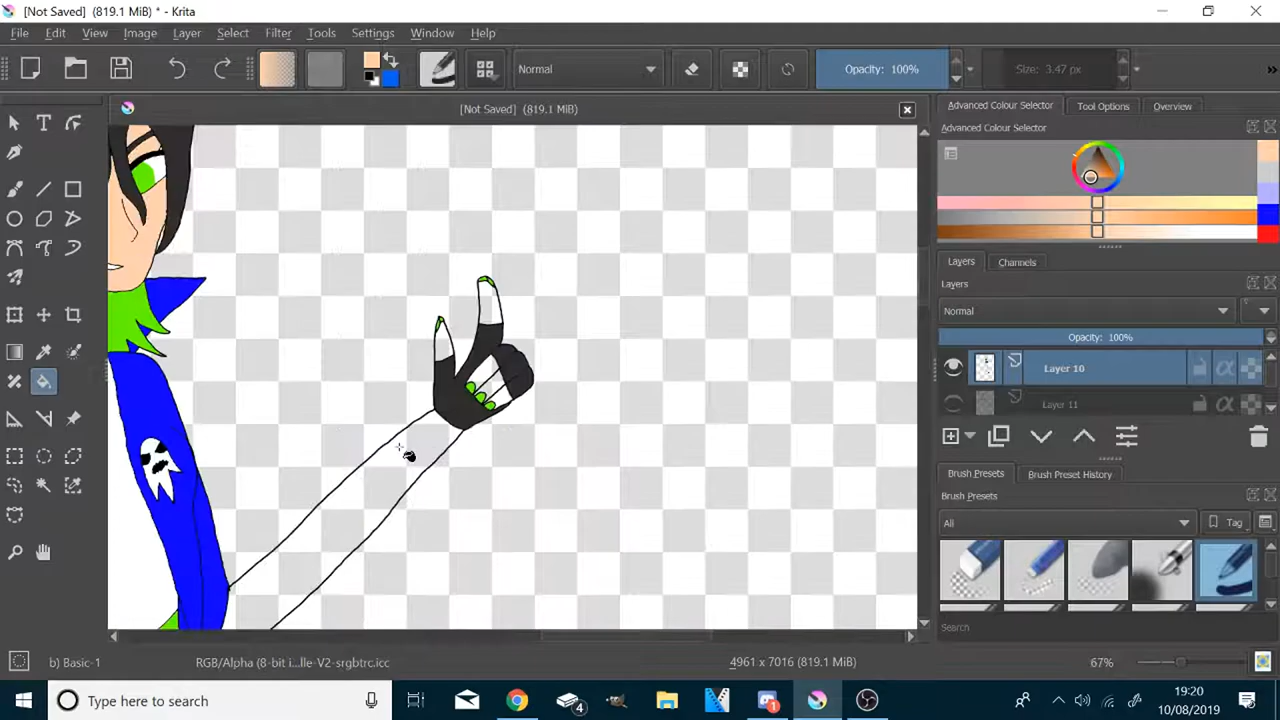 [Not Saved] (819.1 MiB) * - Krita
File Edit View Image Layer Select Filter Tools Settings Window Help
Normal
Opacity: 100%
Size: 3.47 px
»
[Not Saved] (819.1 MiB)
Advanced Colour Selector
Tool Options
Overview
Advanced Colour Selector
Layers
Channels
Layers
Normal
Opacity: 100%
Layer 10
Layer 11
Brush Presets
Brush Preset History
Brush Presets
All
Tag
Search
b) Basic-1
RGB/Alpha (8-bit i...lle-V2-srgbtrc.icc
4961 x 7016 (819.1 MiB)
67%
Type here to search
4
1
19:20
10/08/2019